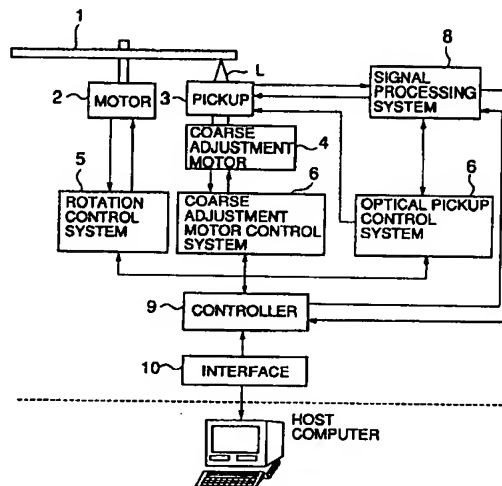 1
2
MOTOR
L
3
PICKUP
COARSE
ADJUSTMENT
MOTOR
4
8
SIGNAL
PROCESSING
SYSTEM
5
ROTATION
CONTROL
SYSTEM
6
COARSE
ADJUSTMENT
MOTOR CONTROL
SYSTEM
6
OPTICAL PICKUP
CONTROL
SYSTEM
9
CONTROLLER
10
INTERFACE
HOST
COMPUTER